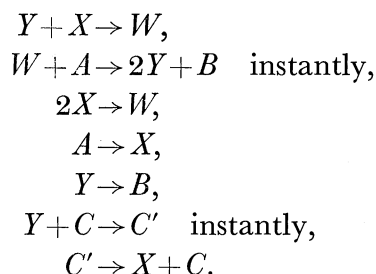 Y+X→W,
W+A→2Y+B instantly,
2X→W,
A→X,
Y→B,
Y+C→C′ instantly,
C′→X+C.